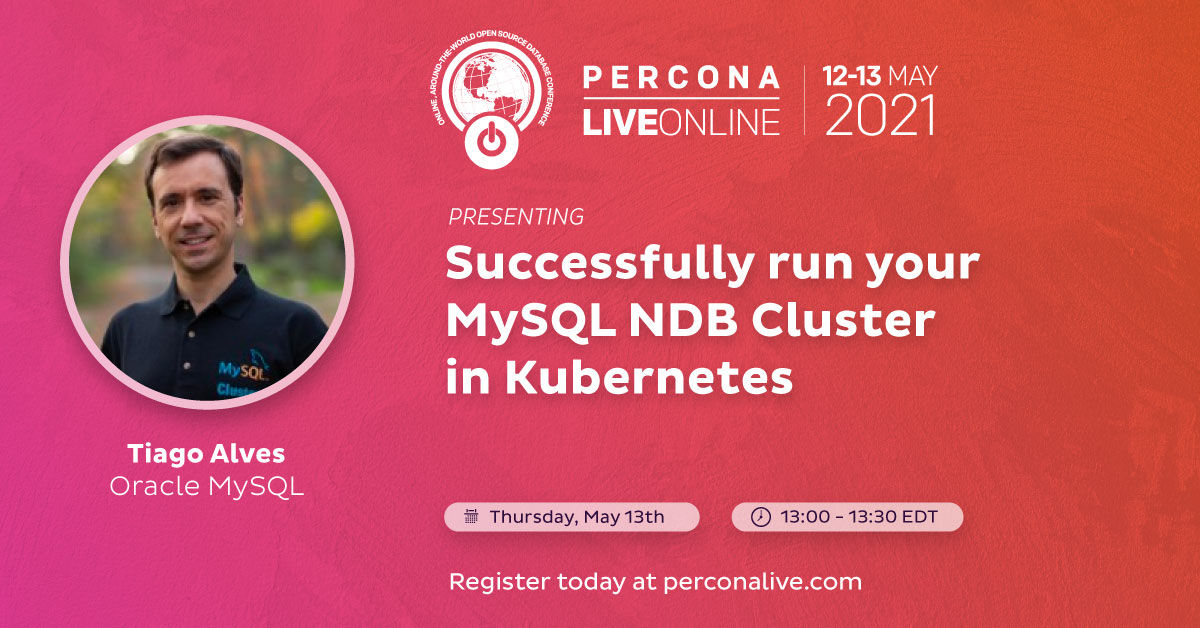 ONLINE, AROUND-THE-WORLD OPEN SOURCE DATABASE CONFERENCE
PERCONA
LIVEONLINE
12-13 MAY
2021
PRESENTING
Successfully run your
MySQL NDB Cluster
in Kubernetes
MySQL
Cluster
Tiago Alves
Oracle MySQL
Thursday, May 13th
13:00 - 13:30 EDT
Register today at perconalive.com